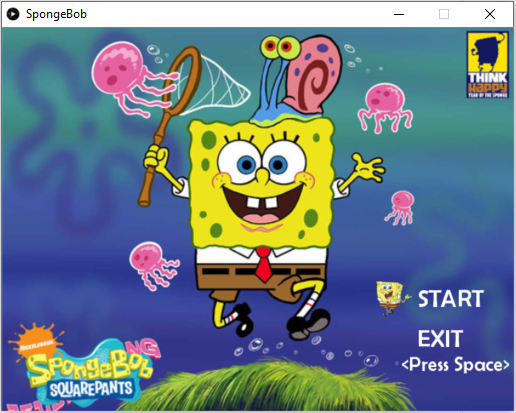 SpongeBob
THINK
HAPPY
YEAR OF THE SPONGE
START
EXIT
<Press Space>
NICKELODEON
SPONGEBOB
SQUAREPANTS
NG